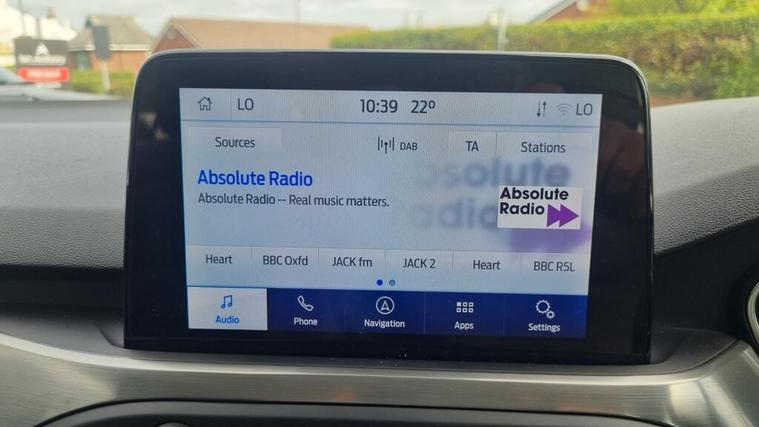 LO 10:39 22º LO
Sources DAB TA Stations
Absolute Radio
Absolute Radio -- Real music matters.
Absolute
Radio
Heart BBC Oxfd JACK fm JACK 2 Heart BBC R5L
Audio Phone Navigation Apps Settings